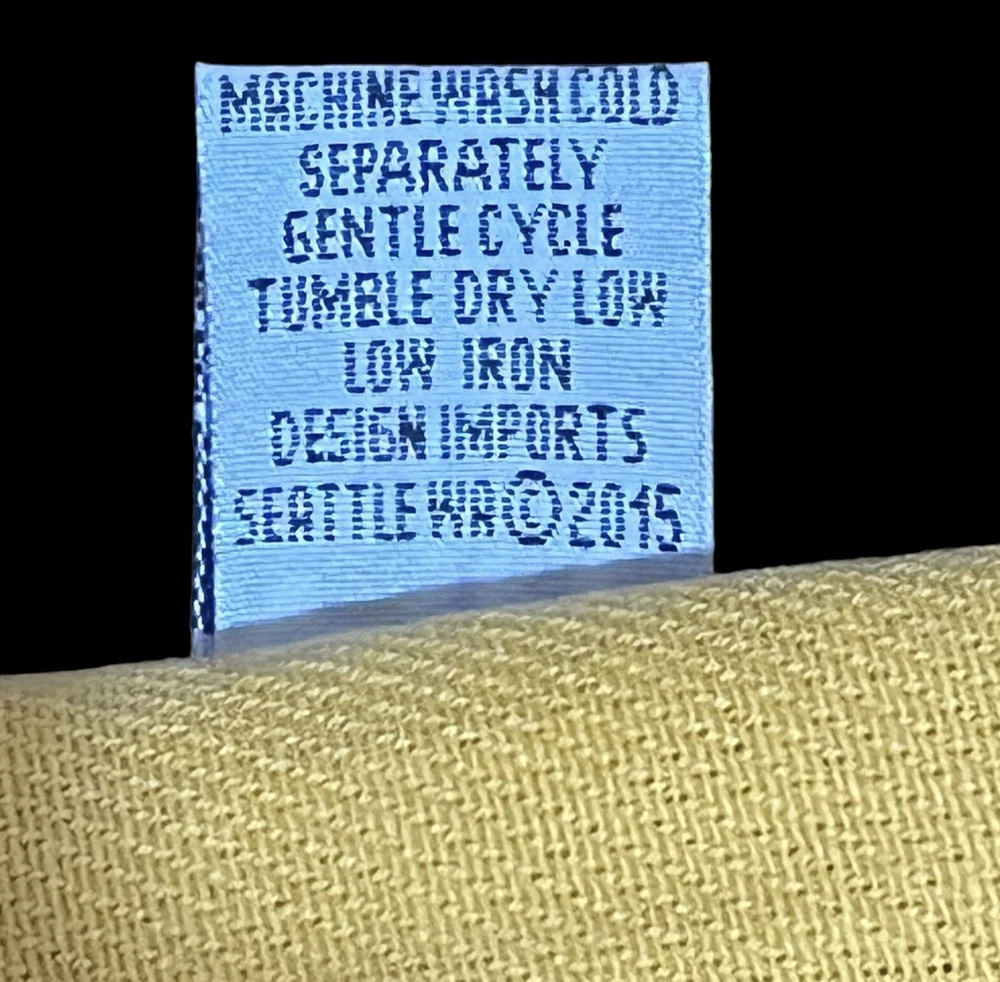 MACHINE WASH COLD
SEPARATELY
GENTLE CYCLE
TUMBLE DRY LOW
LOW IRON
DESIGN IMPORTS
SEATTLE WA © 2015